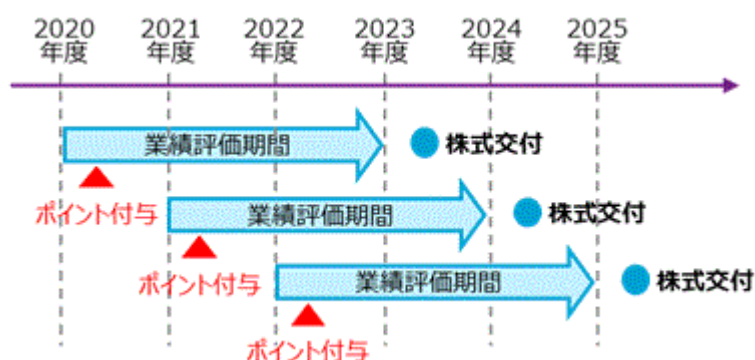 2020 2021 2022 2023 2024 2025
年度 年度 年度 年度 年度 年度
業績評価期間 株式交付
ポイント付与
業績評価期間 株式交付
ポイント付与
業績評価期間 株式交付
ポイント付与